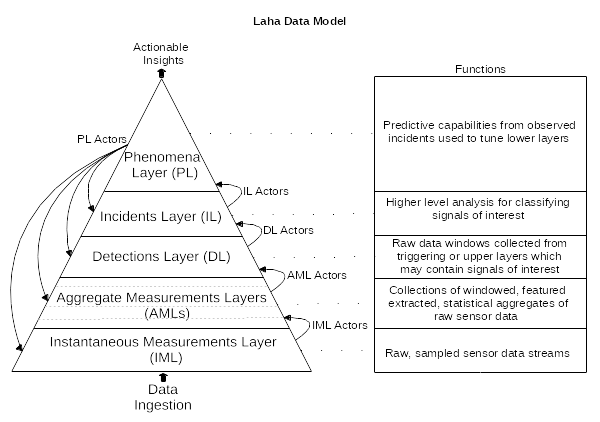 Laha Data Model
Actionable
Insights
Functions
PL Actors
Phenomena
Layer (PL)
Predictive capabilities from observed
incidents used to tune lower layers
IL Actors
Incidents Layer (IL)
Higher level analysis for classifying
signals of interest
DL Actors
Detections Layer (DL)
Raw data windows collected from
triggering or upper layers which
may contain signals of interest
AML Actors
Aggregate Measurements Layers
(AMLs)
Collections of windowed, featured
extracted, statistical aggregates of
raw sensor data
IML Actors
Instantaneous Measurements Layer
(IML)
Raw, sampled sensor data streams
Data
Ingestion